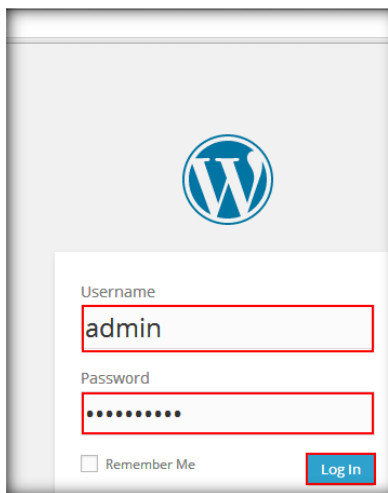 Username
admin
Password
••••••••••
Remember Me
Log In